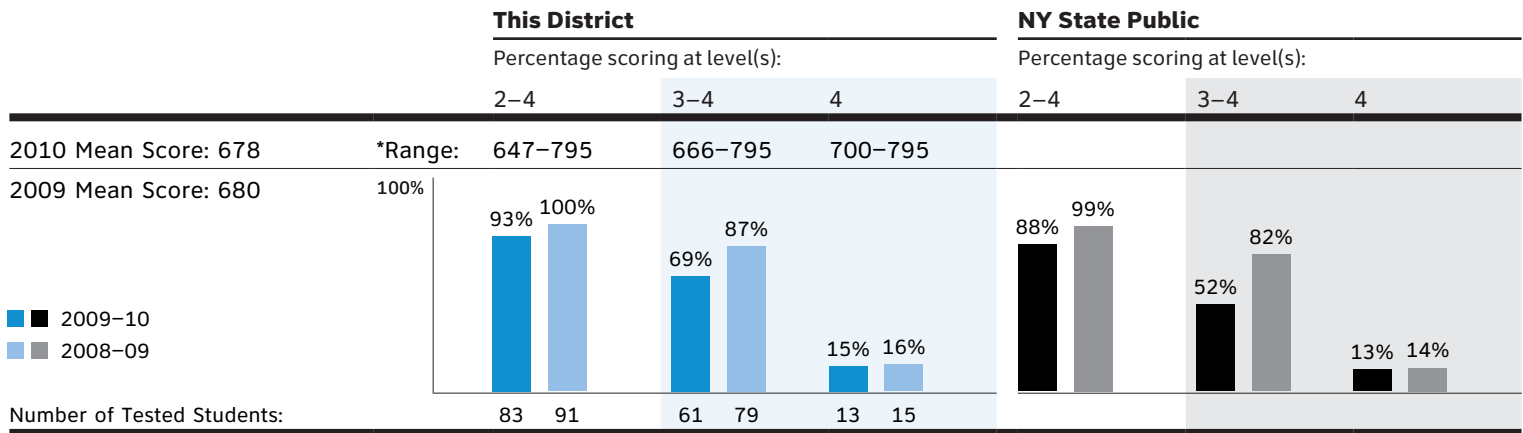 This District NY State Public
Percentage scoring at level(s): Percentage scoring at level(s):
2–4 3–4 4 2–4 3–4 4
2010 Mean Score: 678 *Range: 647–795 666–795 700–795
2009 Mean Score: 680 100%
93% 100% 69% 87% 15% 16% 88% 99% 52% 82% 13% 14%
2009–10
2008–09
Number of Tested Students: 83 91 61 79 13 15